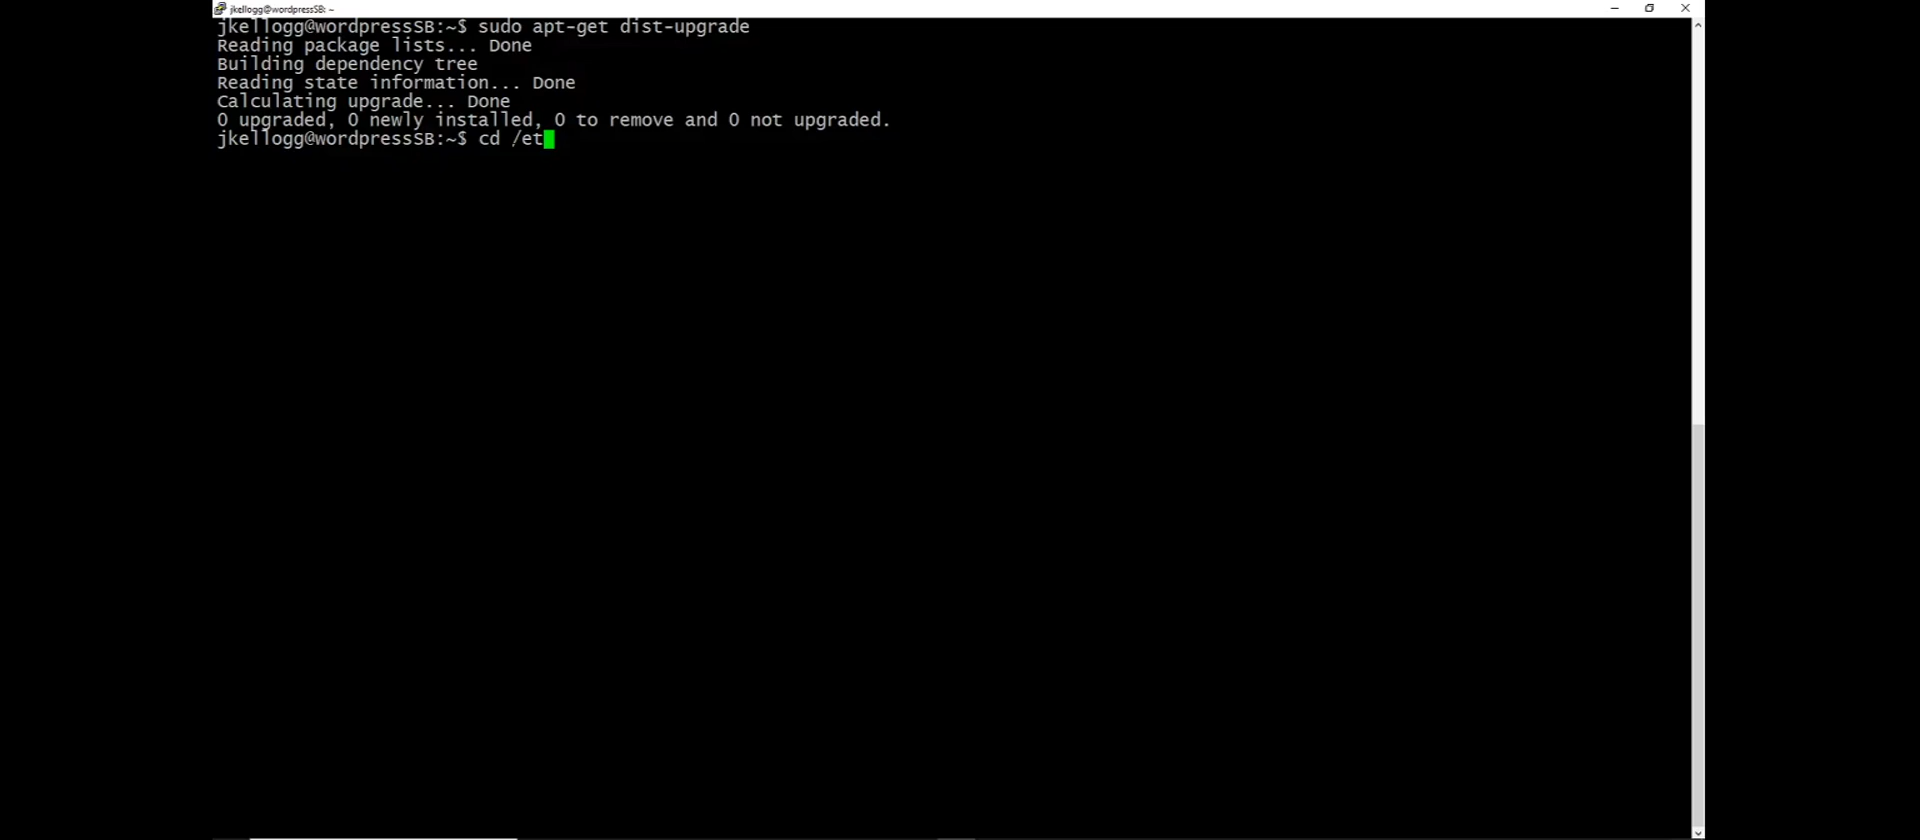 jkellogg@wordpressSB: ~
jkellogg@wordpressSB:~$ sudo apt-get dist-upgrade
Reading package lists... Done
Building dependency tree
Reading state information... Done
Calculating upgrade... Done
0 upgraded, 0 newly installed, 0 to remove and 0 not upgraded.
jkellogg@wordpressSB:~$ cd /et